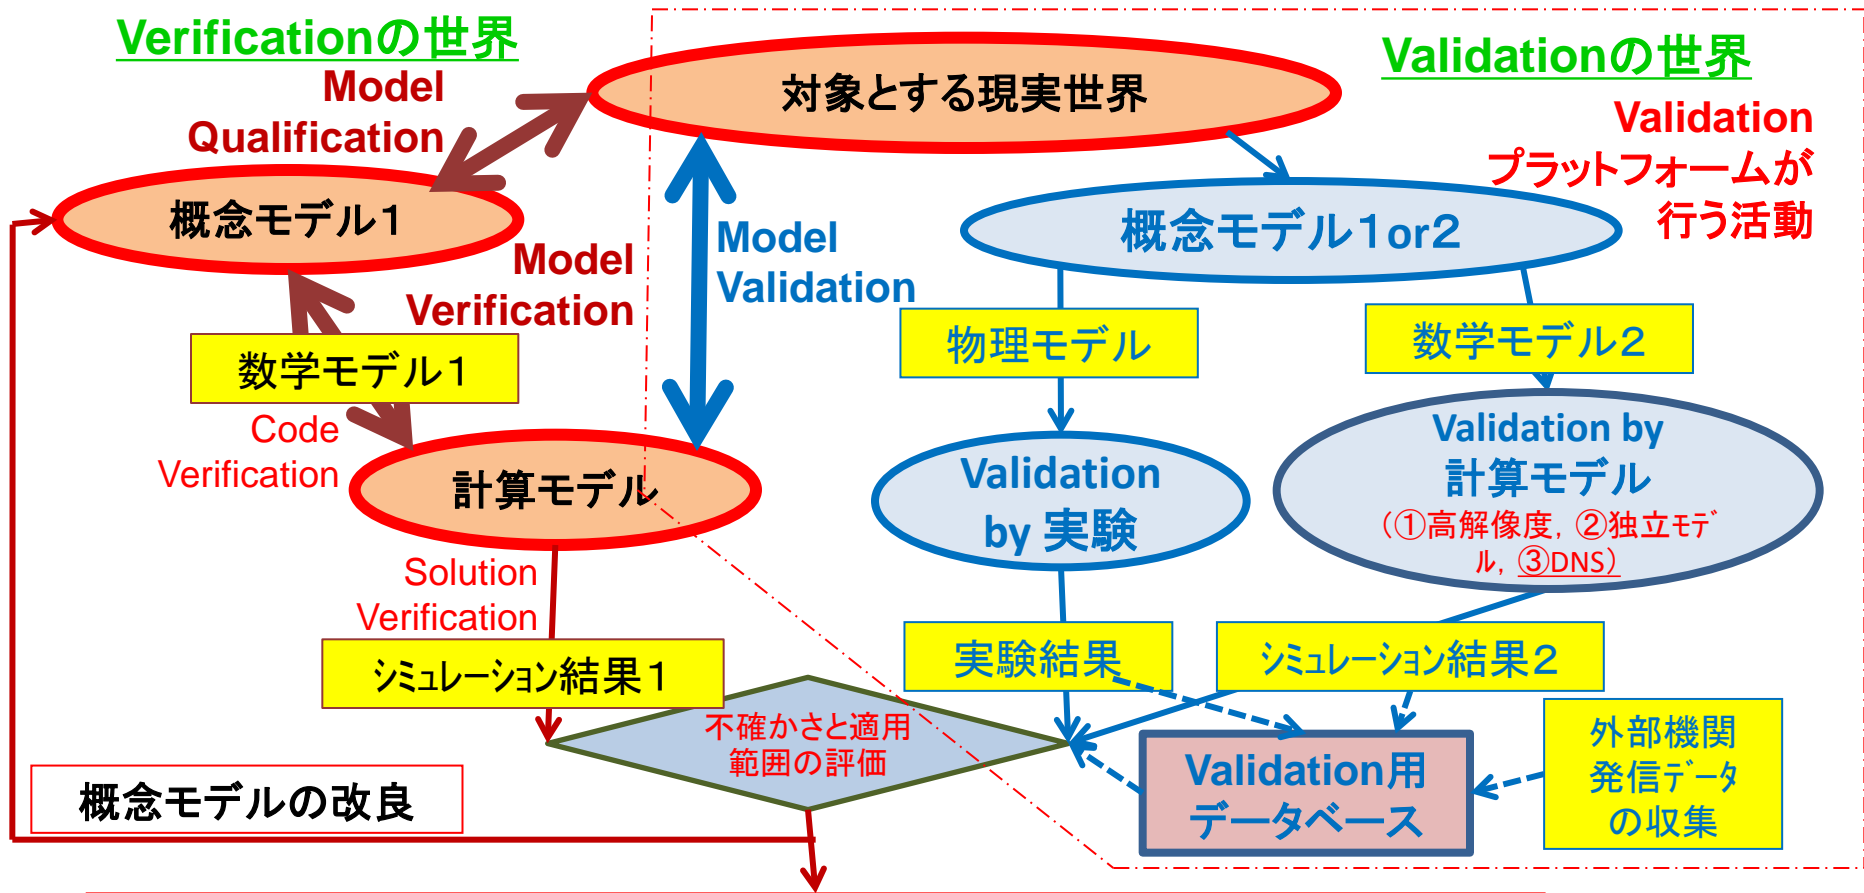 Verificationの世界
Validationの世界
対象とする現実世界
Model
Qualification
Validation
プラットフォームが
行う活動
概念モデル1
概念モデル1or2
Model
Verification
Model
Validation
数学モデル1
物理モデル
数学モデル2
Code
Verification
計算モデル
Validation
by 実験
Validation by
計算モデル
(①高解像度, ②独立ﾓﾃﾞ
ﾙ, ③DNS)
Solution
Verification
ｼﾐｭﾚｰｼｮﾝ結果1
実験結果
ｼﾐｭﾚｰｼｮﾝ結果2
不確かさと適用
範囲の評価
Validation用
データベース
外部機関
発信ﾃﾞｰﾀ
の収集
概念モデルの改良